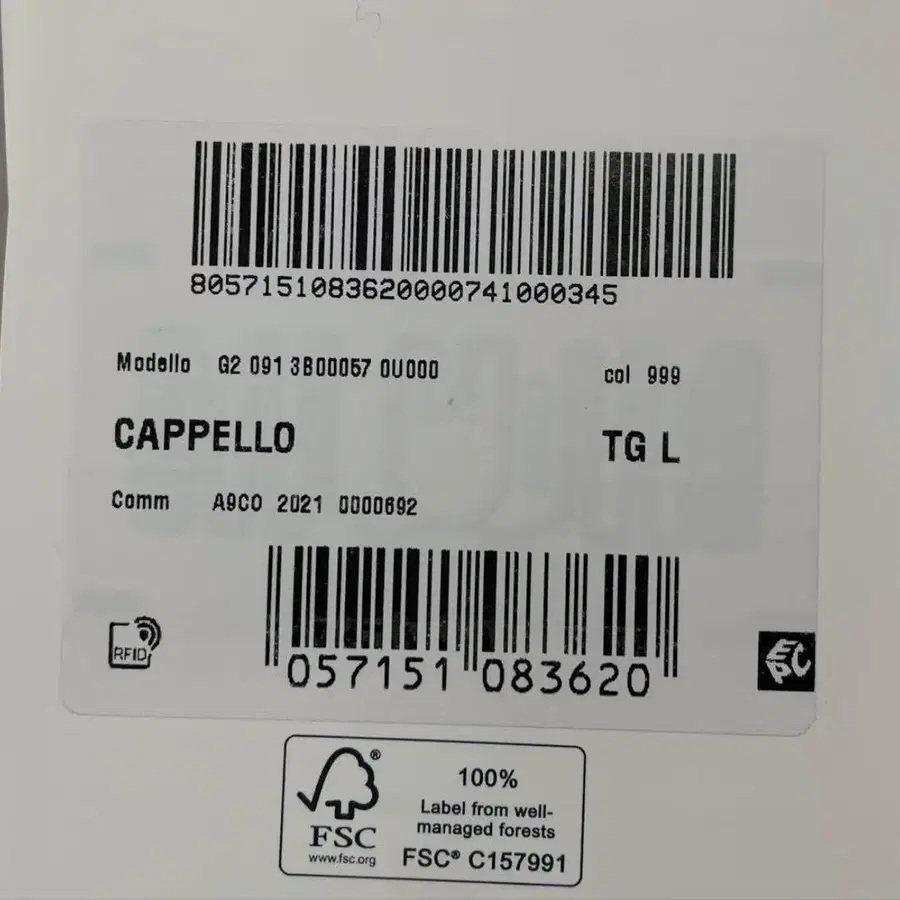 8057151083620000741000345
Modello G2 091 3B00057 0U000 col 999
CAPPELLO TG L
Comm A9C0 2021 0000692
RFID
057151 083620
EPC
FSC®
www.fsc.org
100%
Label from well-
managed forests
FSC® C157991